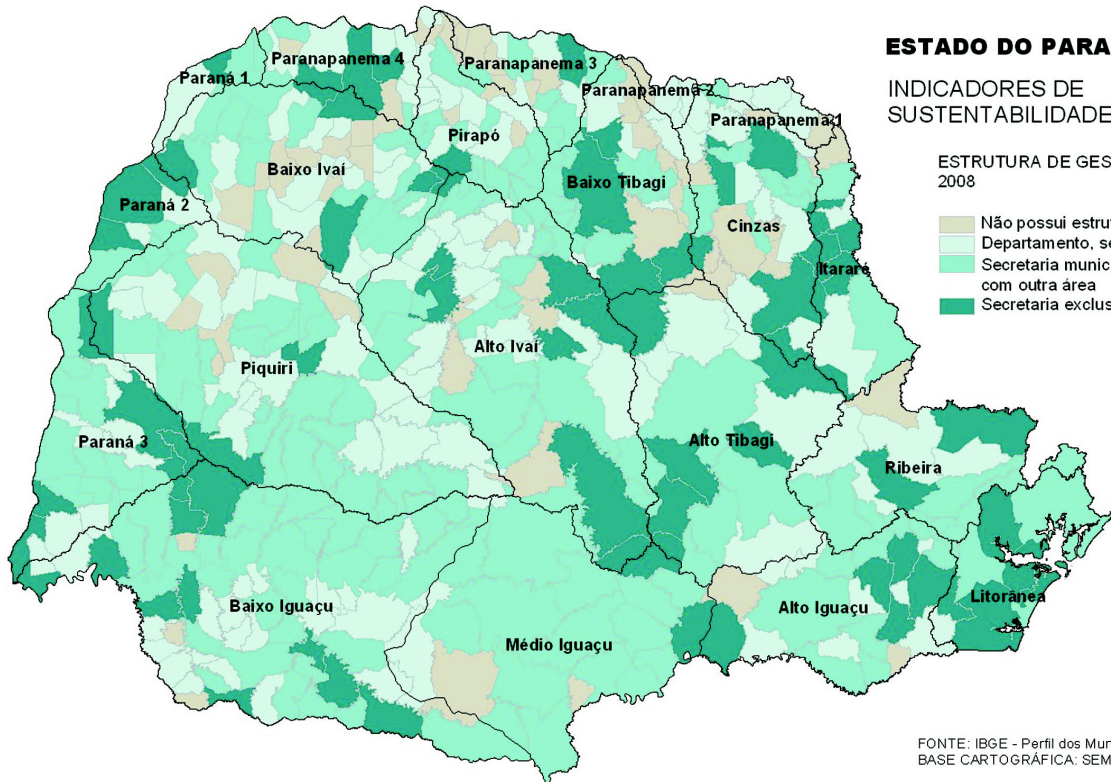 ESTADO DO PARA
INDICADORES DE
SUSTENTABILIDADE
ESTRUTURA DE GES
2008
Não possui estrut
Departamento, se
Secretaria munic
com outra área
Secretaria exclus
Paraná 1
Paranapanema 4
Paranapanema 3
Paranapanema 2
Paranapanema 1
Pirapó
Baixo Ivaí
Baixo Tibagi
Paraná 2
Cinzas
Itararé
Alto Ivaí
Piquiri
Paraná 3
Alto Tibagi
Ribeira
Baixo Iguaçu
Médio Iguaçu
Alto Iguaçu
Litorânea
FONTE: IBGE - Perfil dos Mun
BASE CARTOGRÁFICA: SEM